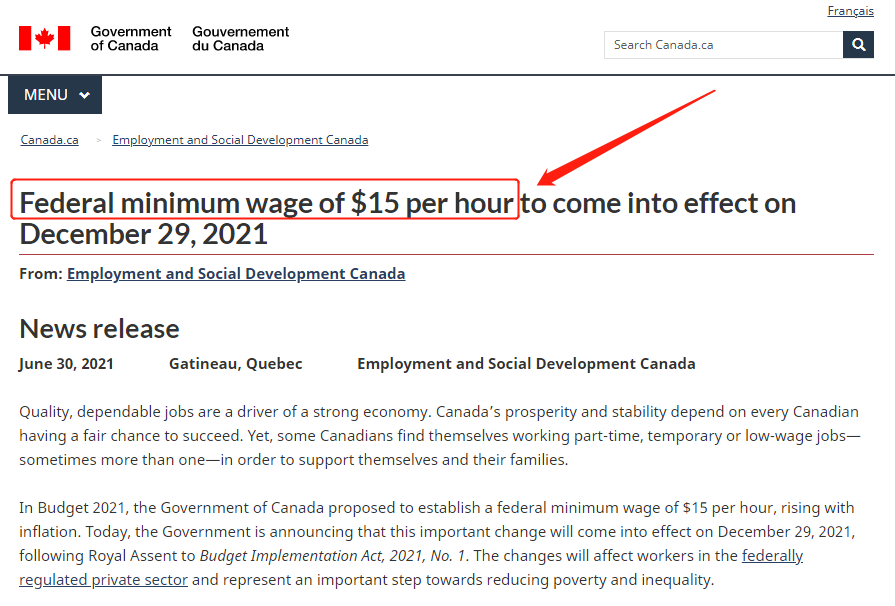 Français
Government of Canada
Gouvernement du Canada
Search Canada.ca
MENU
Canada.ca > Employment and Social Development Canada
Federal minimum wage of $15 per hour to come into effect on
December 29, 2021
From: Employment and Social Development Canada
News release
June 30, 2021 Gatineau, Quebec Employment and Social Development Canada
Quality, dependable jobs are a driver of a strong economy. Canada’s prosperity and stability depend on every Canadian
having a fair chance to succeed. Yet, some Canadians find themselves working part-time, temporary or low-wage jobs—
sometimes more than one—in order to support themselves and their families.
In Budget 2021, the Government of Canada proposed to establish a federal minimum wage of $15 per hour, rising with
inflation. Today, the Government is announcing that this important change will come into effect on December 29, 2021,
following Royal Assent to Budget Implementation Act, 2021, No. 1. The changes will affect workers in the federally
regulated private sector and represent an important step towards reducing poverty and inequality.